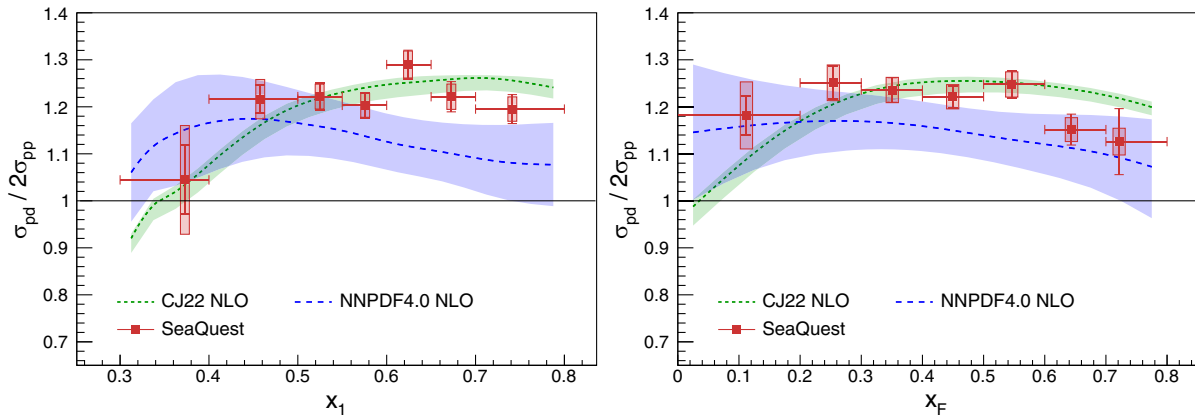 1.4
1.3
1.2
1.1
1
0.9
0.8
0.7
σpd / 2σpp
CJ22 NLO
NNPDF4.0 NLO
SeaQuest
0.3 0.4 0.5 0.6 0.7 0.8
x1
1.4
1.3
1.2
1.1
1
0.9
0.8
0.7
σpd / 2σpp
CJ22 NLO
NNPDF4.0 NLO
SeaQuest
0 0.1 0.2 0.3 0.4 0.5 0.6 0.7 0.8
xF